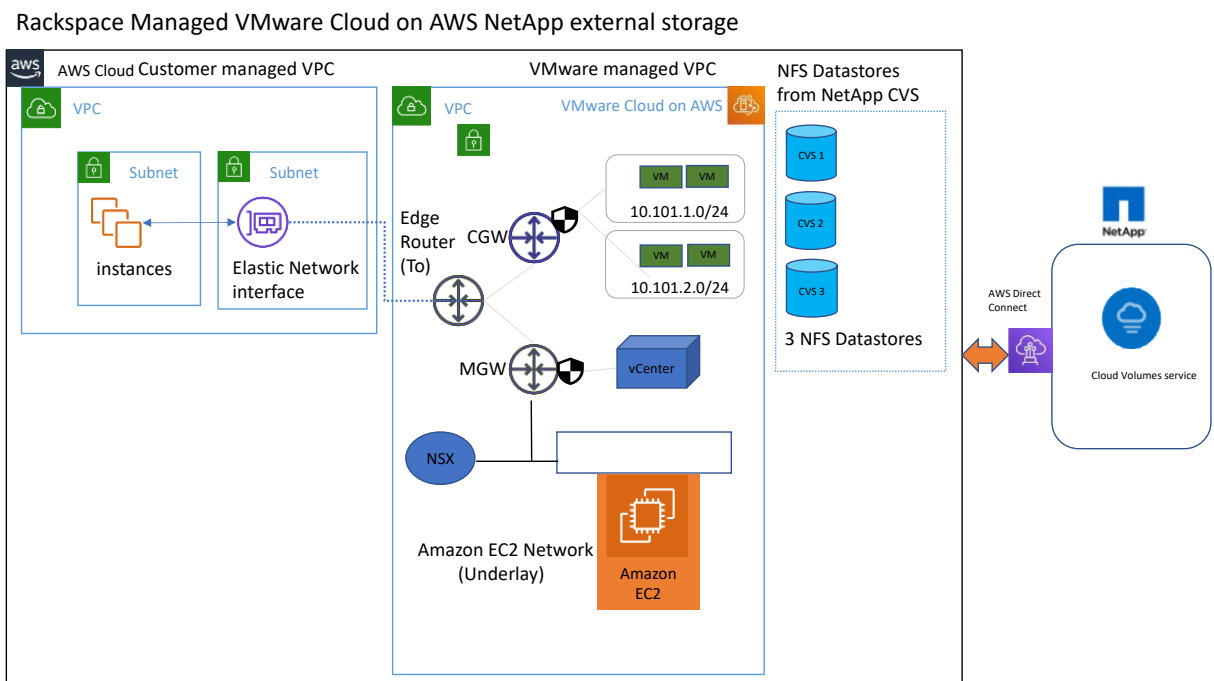 Rackspace Managed VMware Cloud on AWS NetApp external storage
aws
AWS Cloud Customer managed VPC
VPC
Subnet
instances
Subnet
Elastic Network
interface
VMware managed VPC
VPC
VMware Cloud on AWS
Edge
Router
(To)
CGW
VM
VM
10.101.1.0/24
VM
VM
10.101.2.0/24
MGW
vCenter
NSX
Amazon EC2 Network
(Underlay)
Amazon
EC2
NFS Datastores
from NetApp CVS
CVS 1
CVS 2
CVS 3
3 NFS Datastores
AWS Direct
Connect
NetApp
Cloud Volumes service